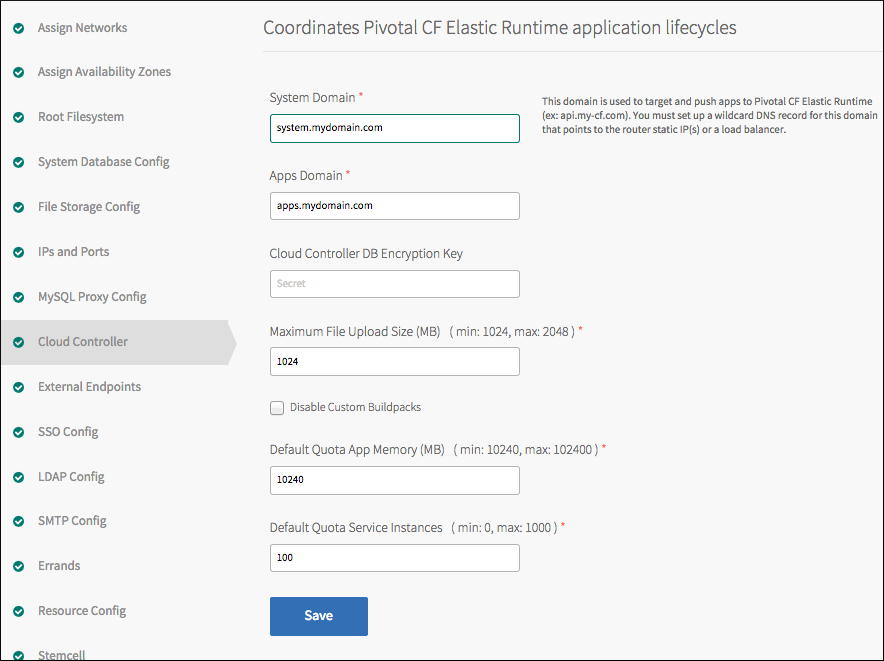 Assign Networks
Assign Availability Zones
Root Filesystem
System Database Config
File Storage Config
IPs and Ports
MySQL Proxy Config
Cloud Controller
External Endpoints
SSO Config
LDAP Config
SMTP Config
Errands
Resource Config
Stemcell
Coordinates Pivotal CF Elastic Runtime application lifecycles
System Domain *
system.mydomain.com
This domain is used to target and push apps to Pivotal CF Elastic Runtime
(ex: api.my-cf.com). You must set up a wildcard DNS record for this domain
that points to the router static IP(s) or a load balancer.
Apps Domain *
apps.mydomain.com
Cloud Controller DB Encryption Key
Secret
Maximum File Upload Size (MB) ( min: 1024, max: 2048 ) *
1024
Disable Custom Buildpacks
Default Quota App Memory (MB) ( min: 10240, max: 102400 ) *
10240
Default Quota Service Instances ( min: 0, max: 1000 ) *
100
Save